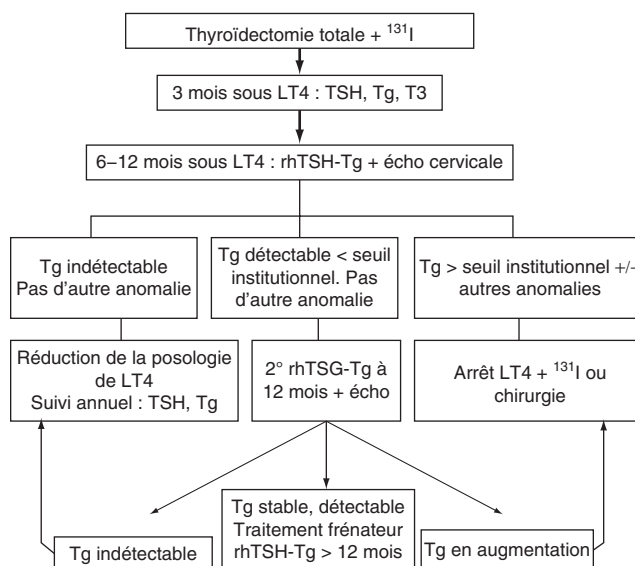 Thyroïdectomie totale + ¹³¹I
3 mois sous LT4 : TSH, Tg, T3
6–12 mois sous LT4 : rhTSH-Tg + écho cervicale
Tg indétectable
Pas d'autre anomalie
Tg détectable < seuil
institutionnel. Pas
d'autre anomalie
Tg > seuil institutionnel +/–
autres anomalies
Réduction de la posologie
de LT4
Suivi annuel : TSH, Tg
2° rhTSG-Tg à
12 mois + écho
Arrêt LT4 + ¹³¹I ou
chirurgie
Tg indétectable
Tg stable, détectable
Traitement frénateur
rhTSH-Tg > 12 mois
Tg en augmentation